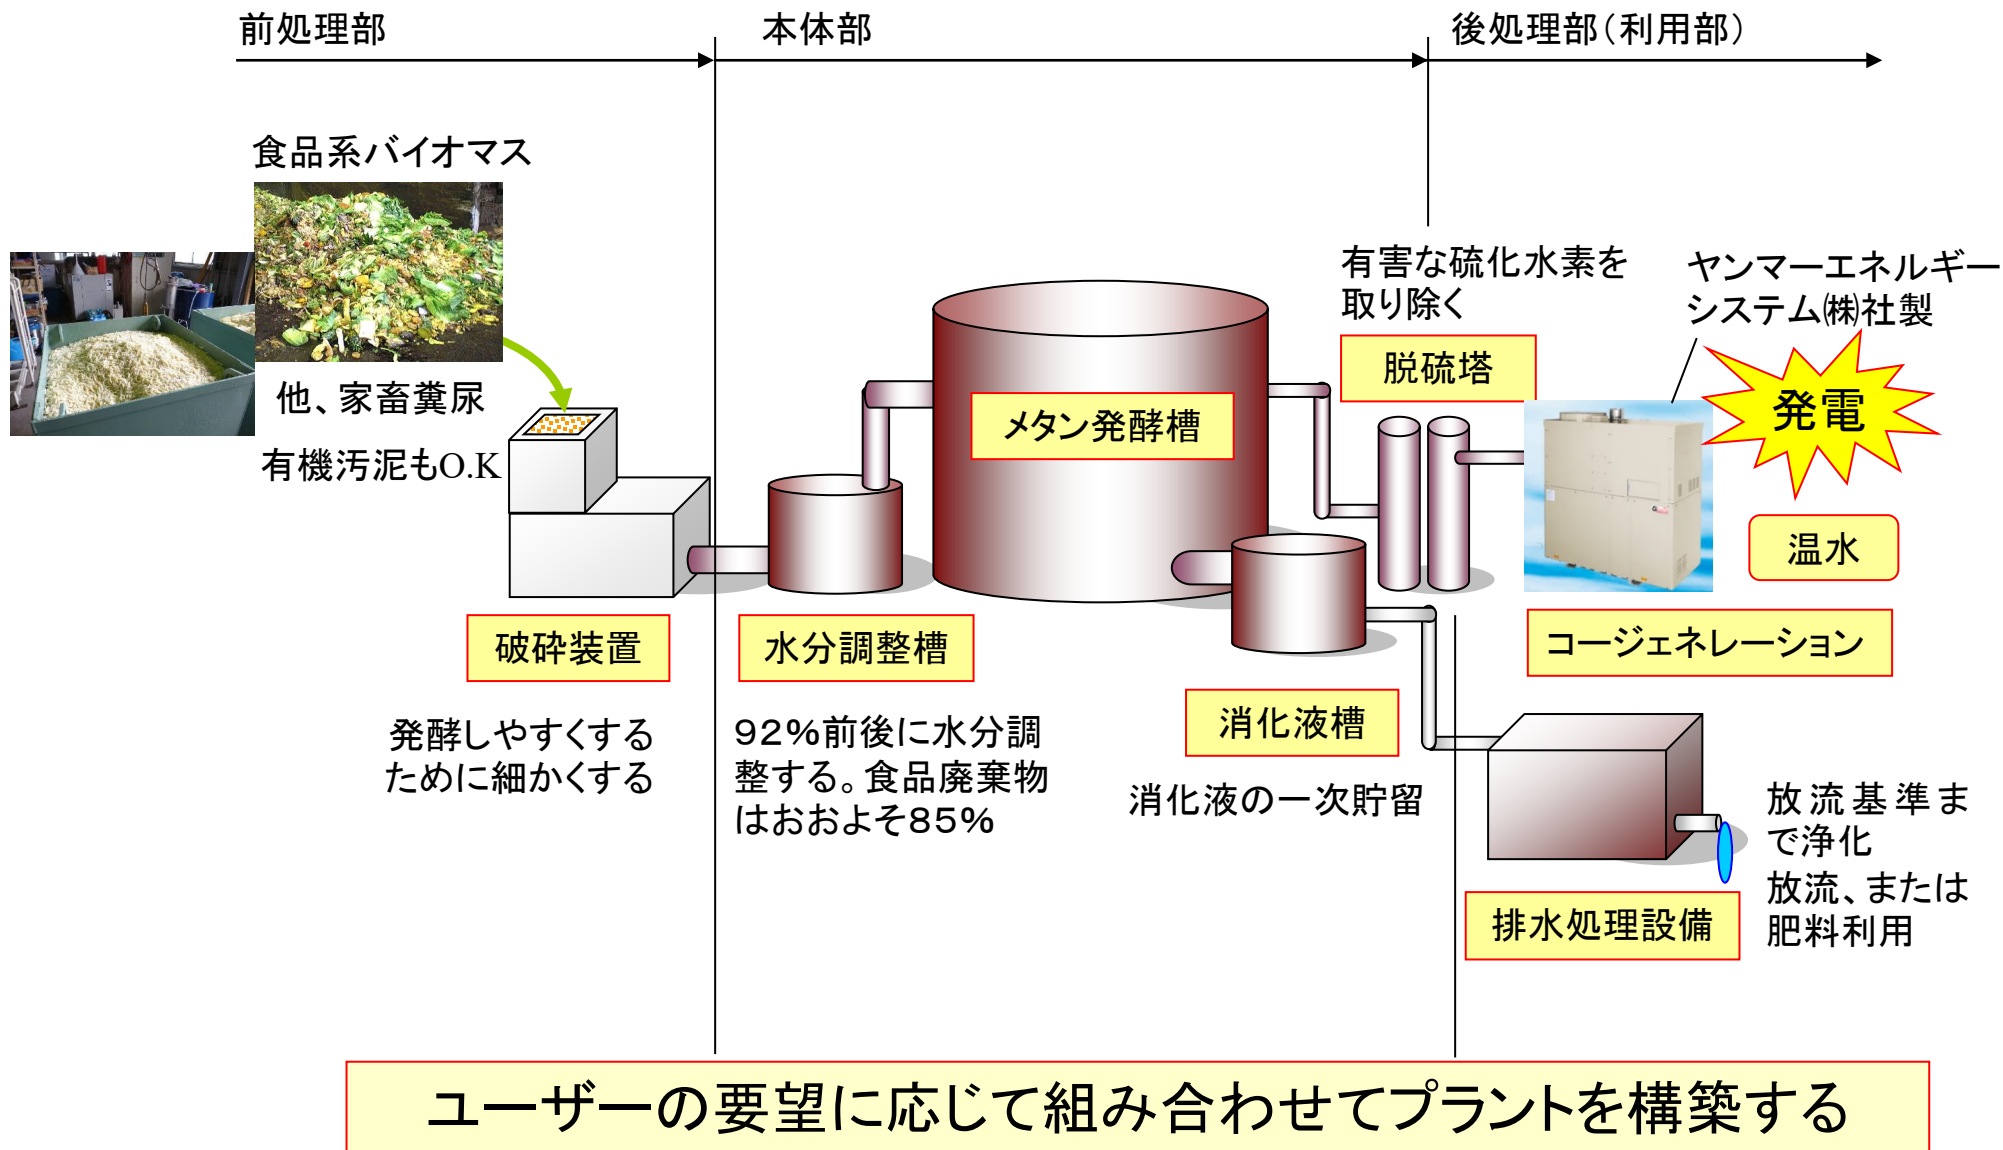 前処理部
本体部
後処理部（利用部）
食品系バイオマス
他、家畜糞尿
有機汚泥もO.K
破砕装置
発酵しやすくする
ために細かくする
水分調整槽
92%前後に水分調
整する。食品廃棄物
はおおよそ85%
メタン発酵槽
有害な硫化水素を
取り除く
脱硫塔
消化液槽
消化液の一次貯留
ヤンマーエネルギー
システム㈱社製
発電
温水
コージェネレーション
排水処理設備
放流基準ま
で浄化
放流、または
肥料利用
ユーザーの要望に応じて組み合わせてプラントを構築する